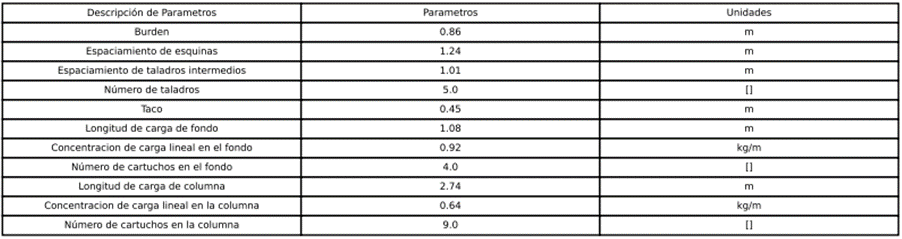 Descripción de Parametros Parametros Unidades
Burden 0.86 m
Espaciamiento de esquinas 1.24 m
Espaciamiento de taladros intermedios 1.01 m
Número de taladros 5.0 []
Taco 0.45 m
Longitud de carga de fondo 1.08 m
Concentracion de carga lineal en el fondo 0.92 kg/m
Número de cartuchos en el fondo 4.0 []
Longitud de carga de columna 2.74 m
Concentracion de carga lineal en la columna 0.64 kg/m
Número de cartuchos en la columna 9.0 []